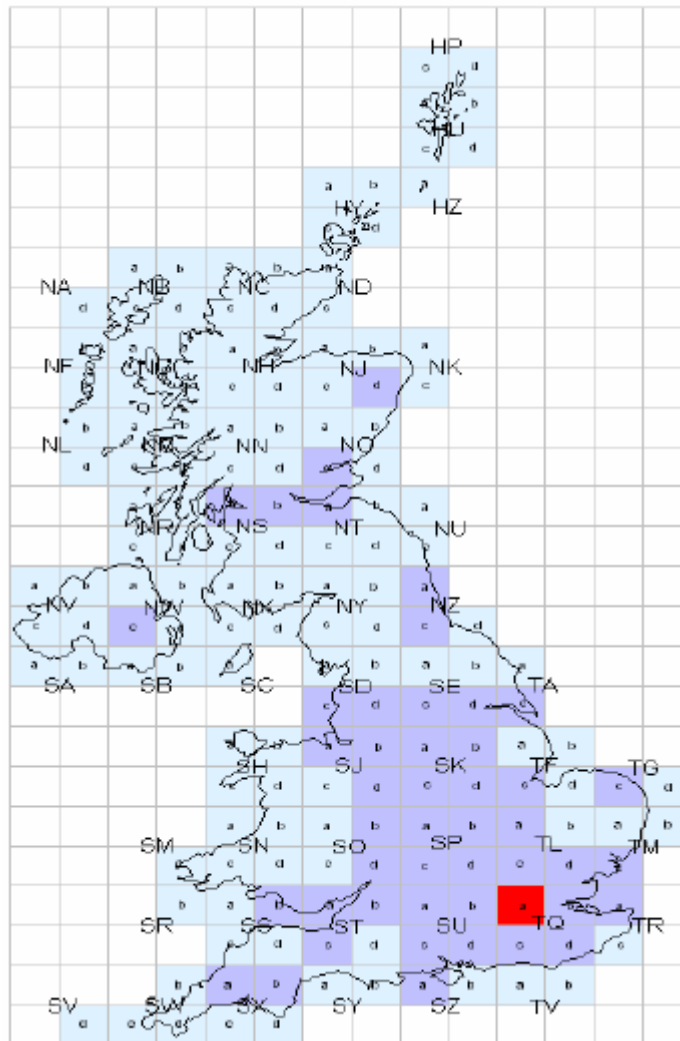 HP
c d
a b
HU
c d
a b a
HY HZ
d
a b a b a
NA NB NC ND
d c d c d c
a b a b a
NF NG NH NJ NK
c d c d c
b a b a b a b
NL NM NN NO
d c d c d
a b a b a
NR NS NT NU
c d c d c d c
a b a b a b a b a
KV NW NX NY NZ
c d c d c d c d
a b a b a b a b a
SA SB SC SD SE TA
c d c d c
a b a b a b a b
SH SJ SK TF TG
c d c d c d c d c d
a b a b a b a b a b
SM SN SO SP TL TM
c d c d c d c d
b a b a b a b a b a
SR SS ST SU TQ TR
c d c d c d c d c
b a b a b a b a b
SV SW SX SY SZ TV
d c d c d